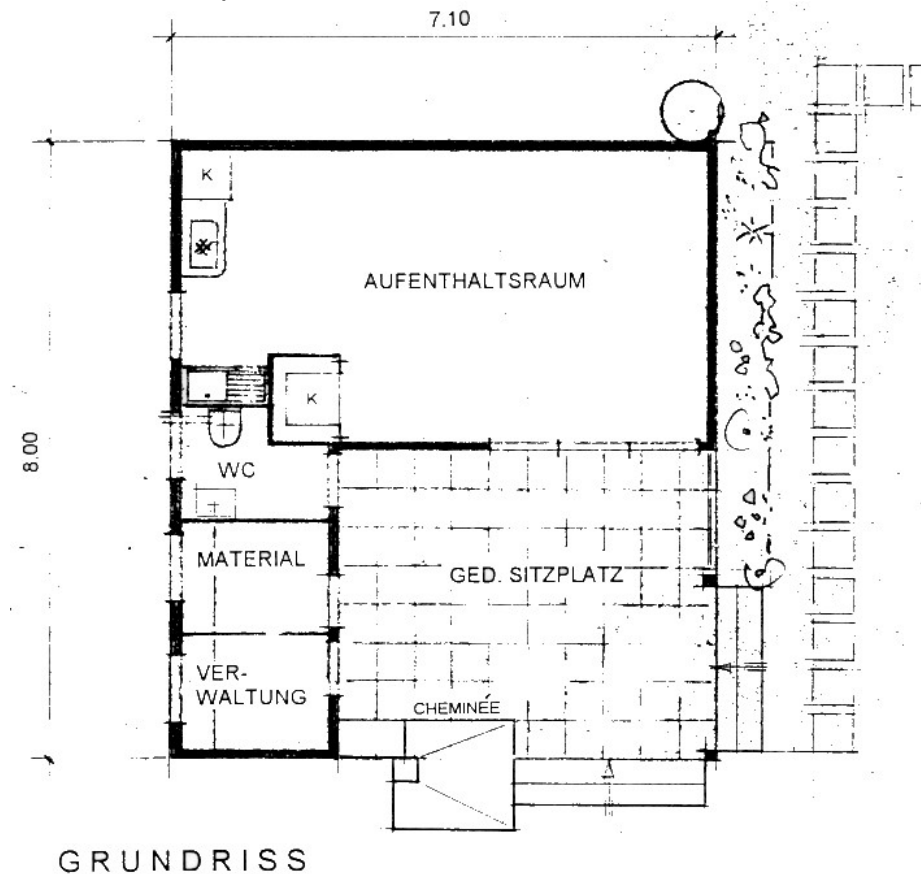 7.10
K
AUFENTHALTSRAUM
K
8.00
WC
MATERIAL
GED. SITZPLATZ
VER-
WALTUNG
CHEMINÉE
GRUNDRISS